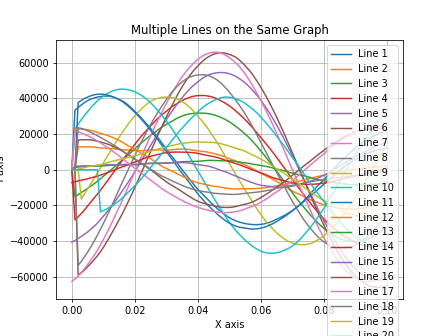 Multiple Lines on the Same Graph
60000
40000
20000
0
−20000
−40000
−60000
0.00
0.02
0.04
0.06
X axis
Line 1
Line 2
Line 3
Line 4
Line 5
Line 6
Line 7
Line 8
Line 9
Line 10
Line 11
Line 12
Line 13
Line 14
Line 15
Line 16
Line 17
Line 18
Line 19
Line 20